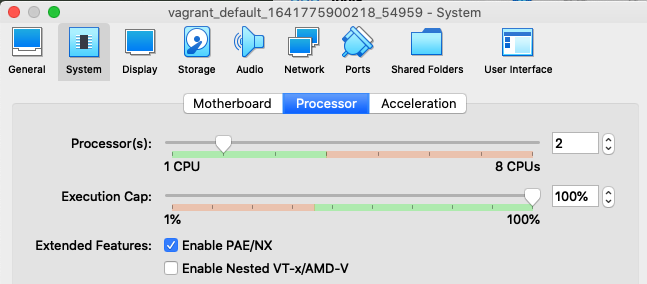 vagrant_default_1641775900218_54959 - System
General System Display Storage Audio Network Ports Shared Folders User Interface
Motherboard Processor Acceleration
Processor(s): 2
1 CPU 8 CPUs
Execution Cap: 100%
1% 100%
Extended Features: Enable PAE/NX
Enable Nested VT-x/AMD-V